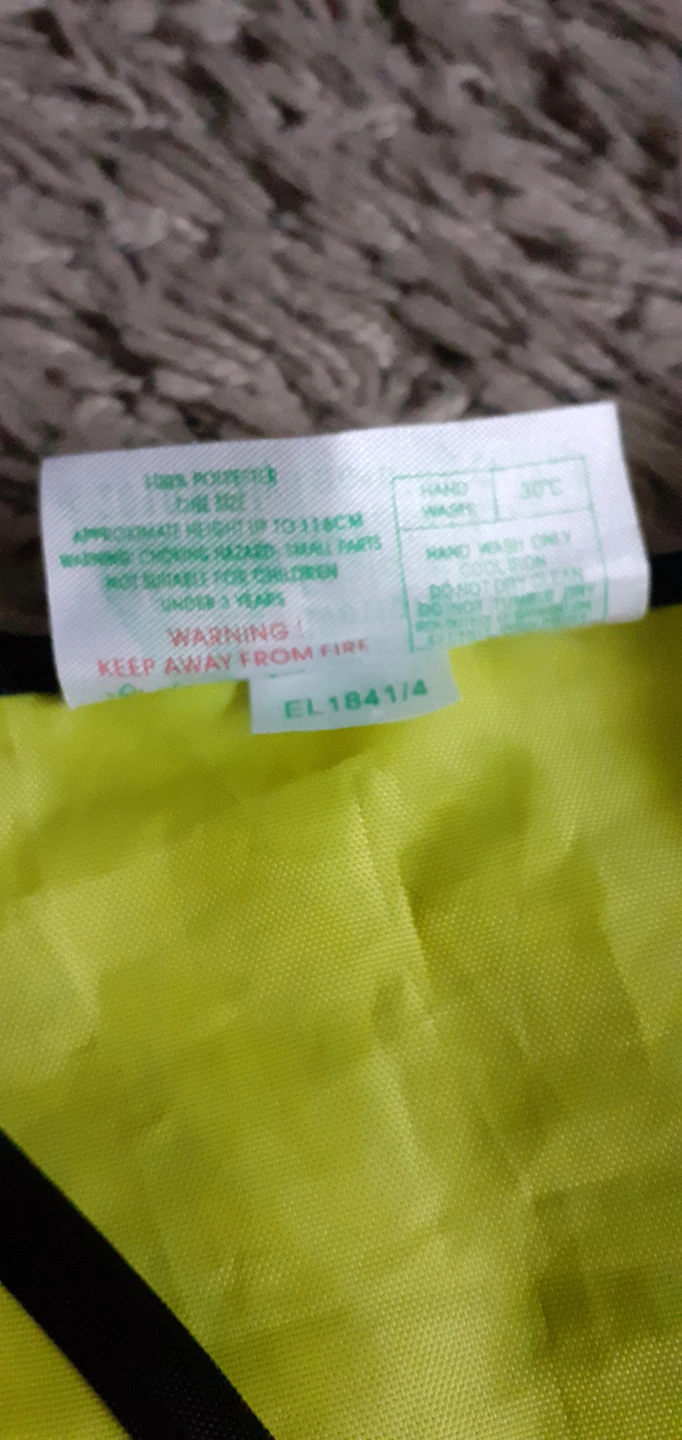 100% POLYESTER
ONE SIZE
APPROXIMATE HEIGHT UP TO 116CM
WARNING! CHOKING HAZARD. SMALL PARTS
NOT SUITABLE FOR CHILDREN
UNDER 3 YEARS
WARNING!
KEEP AWAY FROM FIRE
HAND
WASH
30°C
HAND WASH ONLY
COOL IRON
DO NOT DRY CLEAN
DO NOT TUMBLE DRY
EL1841/4